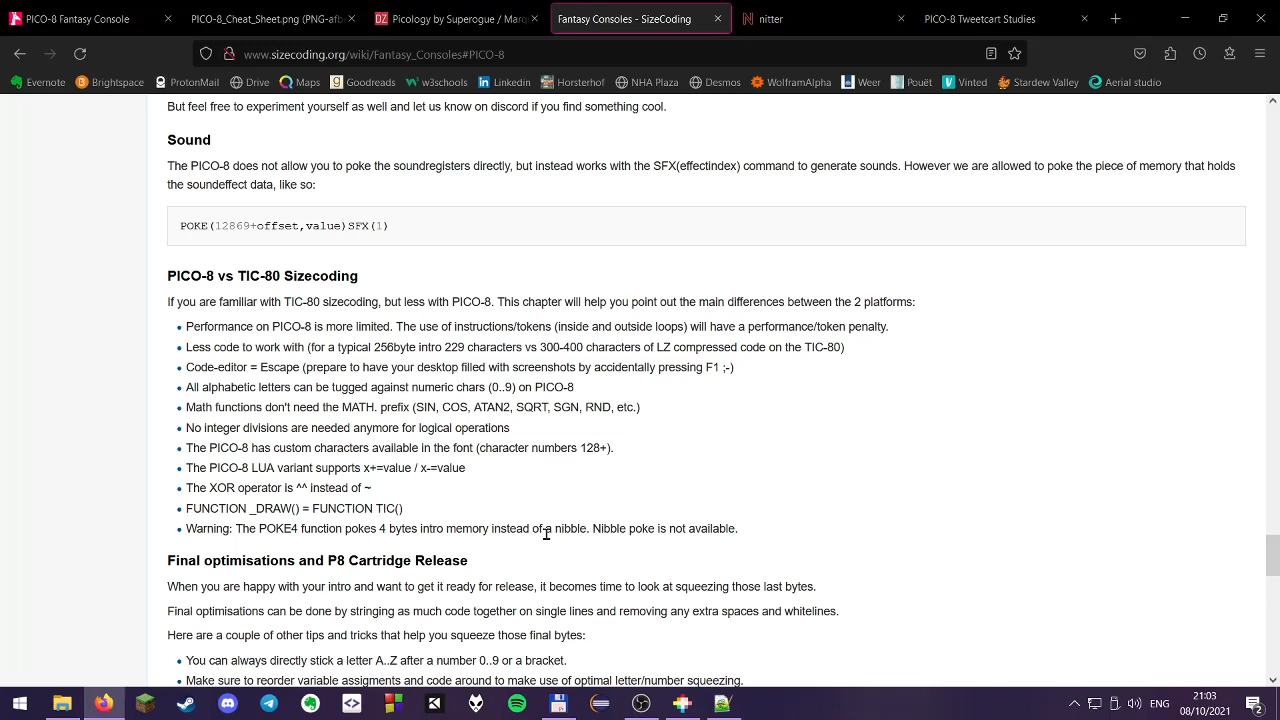 PICO-8 Fantasy Console
PICO-8_Cheat_Sheet.png (PNG-afb
Picology by Superogue / Marq
Fantasy Consoles - SizeCoding
nitter
PICO-8 Tweetcart Studies
www.sizecoding.org/wiki/Fantasy_Consoles#PICO-8
Evernote
Brightspace
ProtonMail
Drive
Maps
Goodreads
w3schools
Linkedin
Horsterhof
NHA Plaza
Desmos
WolframAlpha
Weer
Pouët
Vinted
Stardew Valley
Aerial studio
But feel free to experiment yourself as well and let us know on discord if you find something cool.
Sound
The PICO-8 does not allow you to poke the soundregisters directly, but instead works with the SFX(effectindex) command to generate sounds. However we are allowed to poke the piece of memory that holds
the soundeffect data, like so:
POKE(12869+offset,value)SFX(1)
PICO-8 vs TIC-80 Sizecoding
If you are familiar with TIC-80 sizecoding, but less with PICO-8. This chapter will help you point out the main differences between the 2 platforms:
Performance on PICO-8 is more limited. The use of instructions/tokens (inside and outside loops) will have a performance/token penalty.
Less code to work with (for a typical 256byte intro 229 characters vs 300-400 characters of LZ compressed code on the TIC-80)
Code-editor = Escape (prepare to have your desktop filled with screenshots by accidentally pressing F1 ;-)
All alphabetic letters can be tugged against numeric chars (0..9) on PICO-8
Math functions don't need the MATH. prefix (SIN, COS, ATAN2, SQRT, SGN, RND, etc.)
No integer divisions are needed anymore for logical operations
The PICO-8 has custom characters available in the font (character numbers 128+).
The PICO-8 LUA variant supports x+=value / x-=value
The XOR operator is ^^ instead of ~
FUNCTION _DRAW() = FUNCTION TIC()
Warning: The POKE4 function pokes 4 bytes intro memory instead of a nibble. Nibble poke is not available.
Final optimisations and P8 Cartridge Release
When you are happy with your intro and want to get it ready for release, it becomes time to look at squeezing those last bytes.
Final optimisations can be done by stringing as much code together on single lines and removing any extra spaces and whitelines.
Here are a couple of other tips and tricks that help you squeeze those final bytes:
You can always directly stick a letter A..Z after a number 0..9 or a bracket.
Make sure to reorder variable assigments and code around to make use of optimal letter/number squeezing.
ENG
21:03
08/10/2021
2